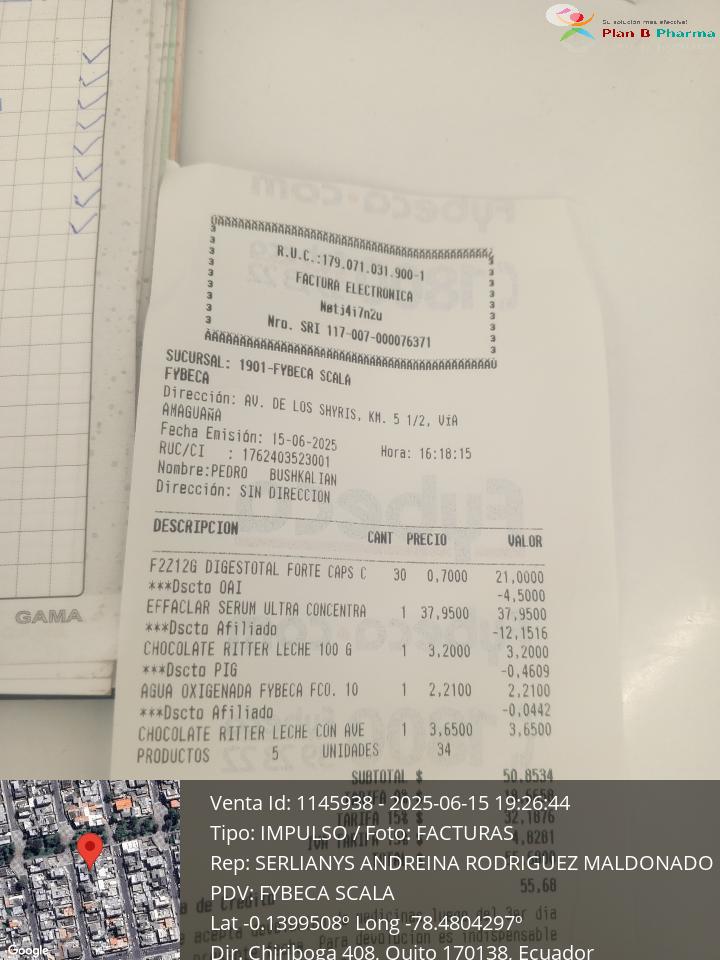 Su solución más efectiva!
Plan B Pharma
R.U.C.:179.071.031.900-1
FACTURA ELECTRONICA
Nro. SRI 117-007-000076371
SUCURSAL: 1901-FYBECA SCALA
FYBECA
Dirección: AV. DE LOS SHYRIS, KM. 5 1/2, VíA
AMAGUAñA
Fecha Emisión: 15-06-2025 Hora: 16:18:15
RUC/CI : 1762403523001
Nombre:PEDRO BUSHKALIAN
Dirección: SIN DIRECCION
DESCRIPCION CANT PRECIO VALOR
F2Z12G DIGESTOTAL FORTE CAPS C 30 0,7000 21,0000
***Dscto OAI -4,5000
EFFACLAR SERUM ULTRA CONCENTRA 1 37,9500 37,9500
***Dscto Afiliado -12,1516
CHOCOLATE RITTER LECHE 100 G 1 3,2000 3,2000
***Dscto PIG -0,4609
AGUA OXIGENADA FYBECA FCO. 10 1 2,2100 2,2100
***Dscto Afiliado -0,0442
CHOCOLATE RITTER LECHE CON AVE 1 3,6500 3,6500
PRODUCTOS 5 UNIDADES 34
SUBTOTAL $ 50,8534
TARIFA 15% $ 32,1876
55,68
GAMA
Venta Id: 1145938 - 2025-06-15 19:26:44
Tipo: IMPULSO / Foto: FACTURAS
Rep: SERLIANYS ANDREINA RODRIGUEZ MALDONADO
PDV: FYBECA SCALA
Lat -0.1399508º Long -78.4804297º
Dir. Chiriboga 408, Quito 170138, Ecuador
Google